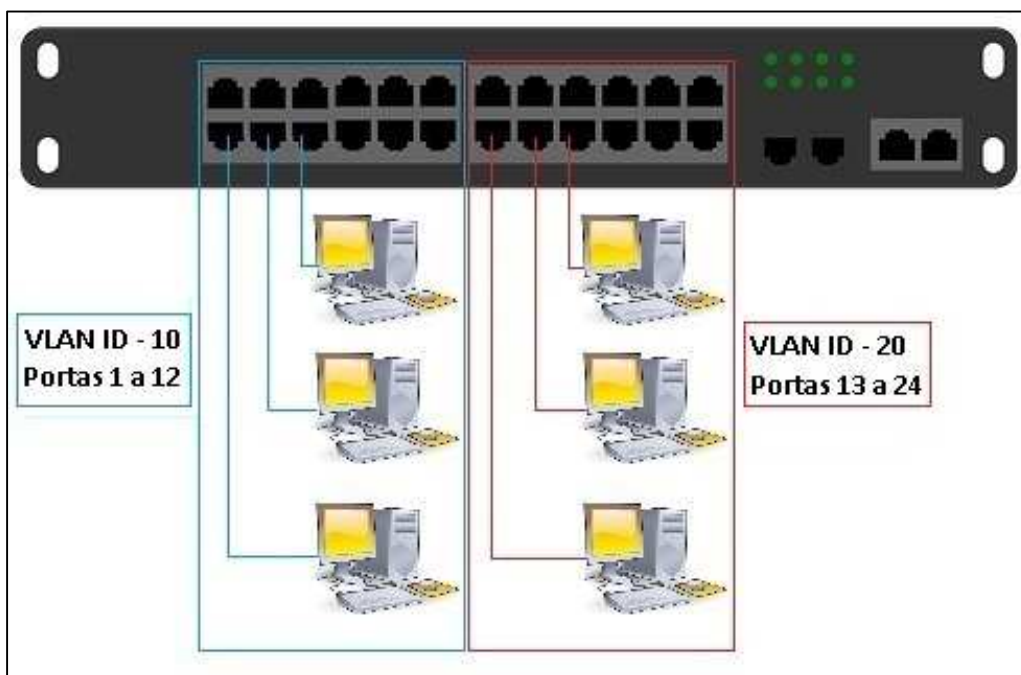 VLAN ID - 10
Portas 1 a 12
VLAN ID - 20
Portas 13 a 24